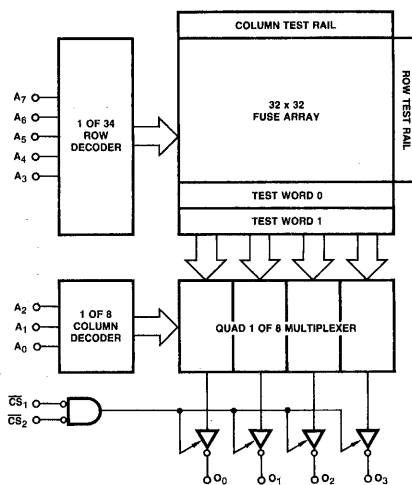 COLUMN TEST RAIL
ROW TEST RAIL
32 x 32
FUSE ARRAY
A7
A6
A5
A4
A3
1 OF 34
ROW
DECODER
TEST WORD 0
TEST WORD 1
A2
A1
A0
1 OF 8
COLUMN
DECODER
QUAD 1 OF 8 MULTIPLEXER
CS1
CS2
O0
O1
O2
O3